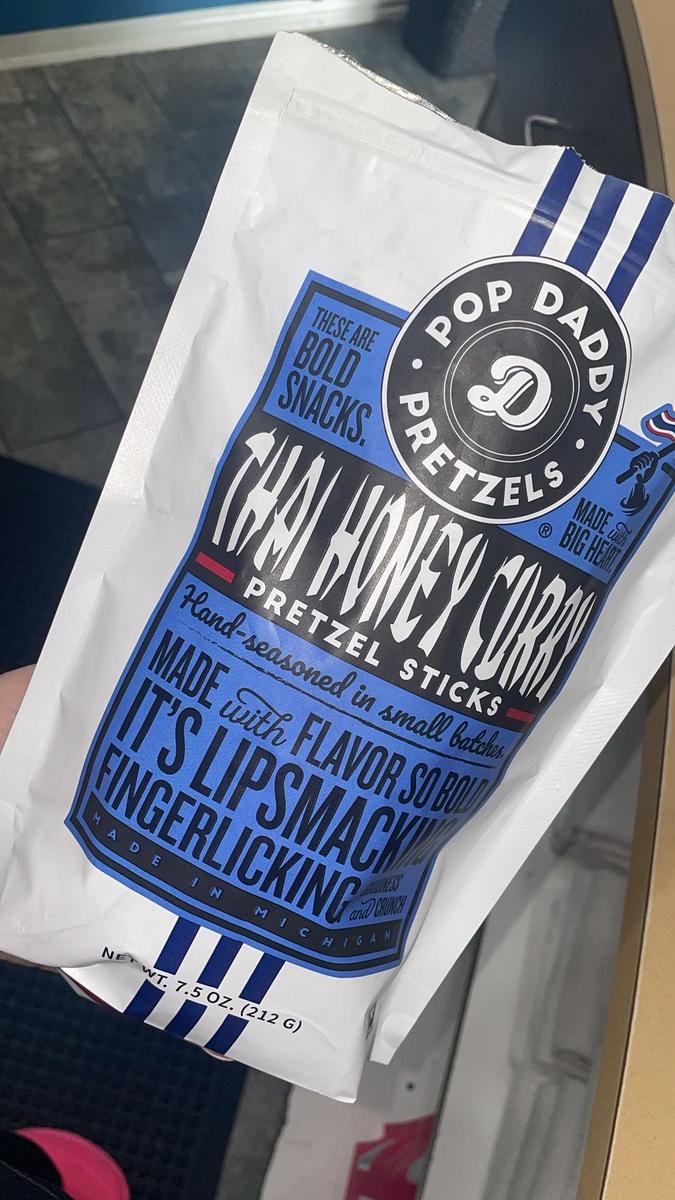 POP DADDY
D
PRETZELS
®
THESE ARE
BOLD
SNACKS.
MADE with
BIG HEART
THAI HONEY CURRY
PRETZEL STICKS
Hand-seasoned in small batches.
MADE with FLAVOR SO BOLD
IT'S LIPSMACKING
FINGERLICKING
and CRUNCH
MADE IN MICHIGAN
NET WT. 7.5 OZ. (212 G)